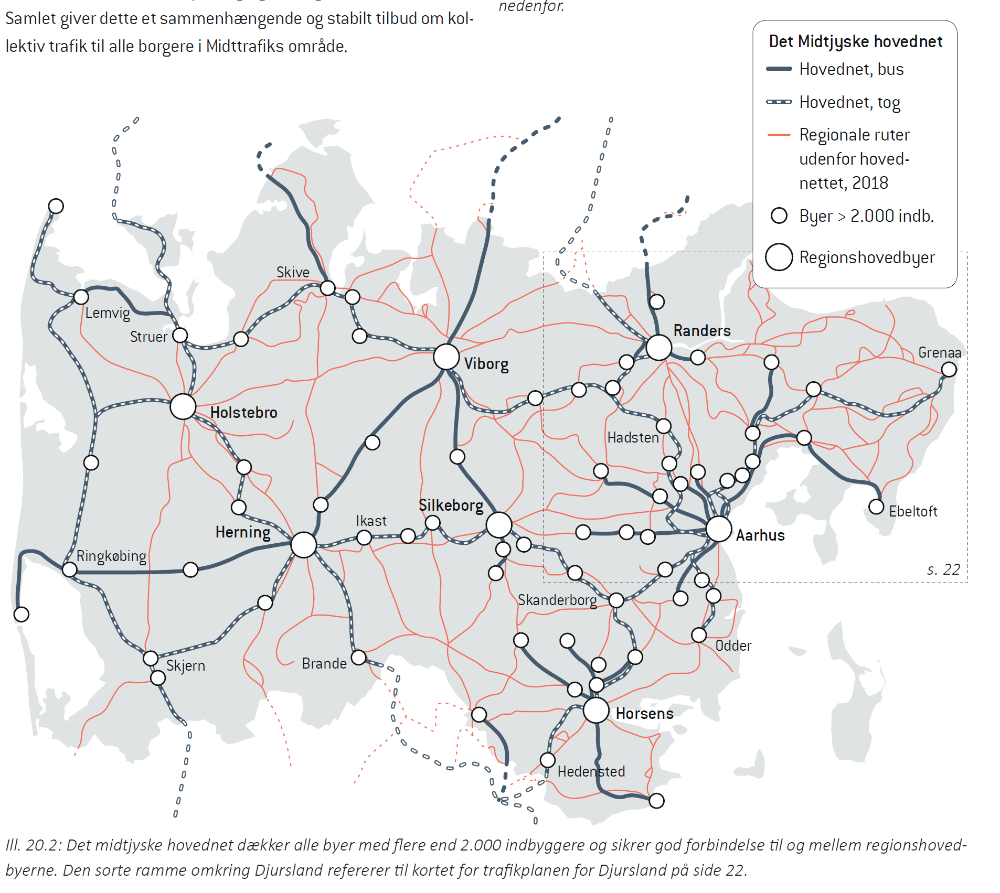 nedenfor.
Samlet giver dette et sammenhængende og stabilt tilbud om kol-
lektiv trafik til alle borgere i Midttrafiks område.
Det Midtjyske hovednet
Hovednet, bus
Hovednet, tog
Regionale ruter
udenfor hoved-
nettet, 2018
Byer > 2.000 indb.
Regionshovedbyer
Skive
Lemvig
Struer
Randers
Grenaa
Viborg
Holstebro
Hadsten
Silkeborg
Ebeltoft
Ikast
Herning
Aarhus
Ringkøbing
s. 22
Skanderborg
Odder
Skjern
Brande
Horsens
Hedensted
Ill. 20.2: Det midtjyske hovednet dækker alle byer med flere end 2.000 indbyggere og sikrer god forbindelse til og mellem regionshoved-
byerne. Den sorte ramme omkring Djursland refererer til kortet for trafikplanen for Djursland på side 22.